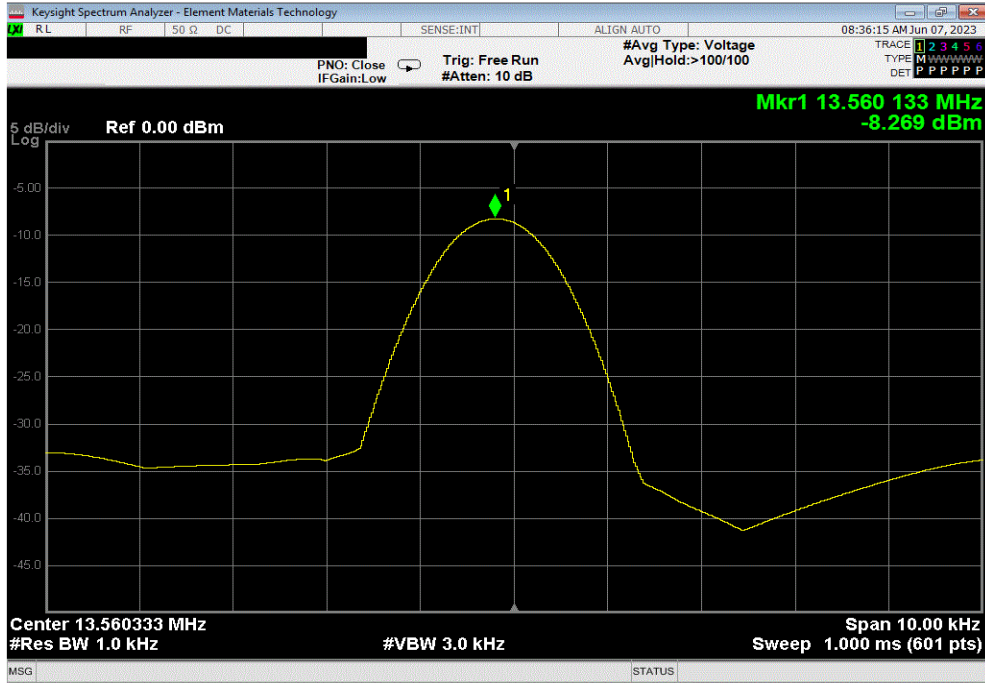 Keysight Spectrum Analyzer - Element Materials Technology
LXI RL RF 50 Ω DC SENSE:INT ALIGN AUTO 08:36:15 AM Jun 07, 2023
PNO: Close
IFGain:Low
Trig: Free Run
#Atten: 10 dB
#Avg Type: Voltage
Avg|Hold:>100/100
TRACE 1 2 3 4 5 6
TYPE M WWWWW
DET P P P P P P
Mkr1 13.560 133 MHz
-8.269 dBm
5 dB/div Ref 0.00 dBm
Log
1
-5.00
-10.0
-15.0
-20.0
-25.0
-30.0
-35.0
-40.0
-45.0
Center 13.560333 MHz Span 10.00 kHz
#Res BW 1.0 kHz #VBW 3.0 kHz Sweep 1.000 ms (601 pts)
MSG STATUS